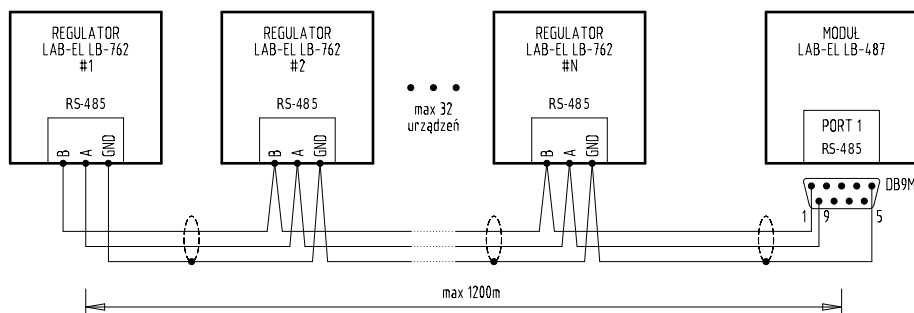 REGULATOR
LAB-EL LB-762
#1
RS-485
B A GND
REGULATOR
LAB-EL LB-762
#2
RS-485
B A GND
max 32
urządzeń
REGULATOR
LAB-EL LB-762
#N
RS-485
B A GND
MODUŁ
LAB-EL LB-487
PORT 1
RS-485
DB9M
1 9 5
max 1200m